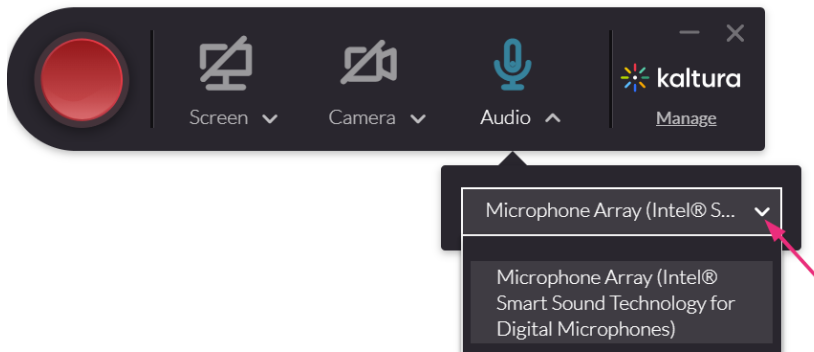 kaltura
Screen
Camera
Audio
Manage
Microphone Array (Intel® S...
Microphone Array (Intel®
Smart Sound Technology for
Digital Microphones)